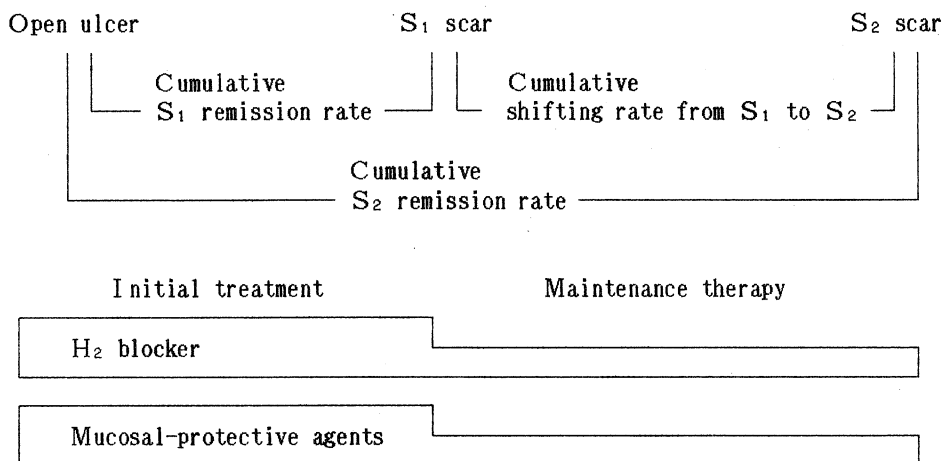 Open ulcer S₁ scar S₂ scar
Cumulative Cumulative
S₁ remission rate shifting rate from S₁ to S₂
Cumulative
S₂ remission rate
Initial treatment Maintenance therapy
H₂ blocker
Mucosal-protective agents